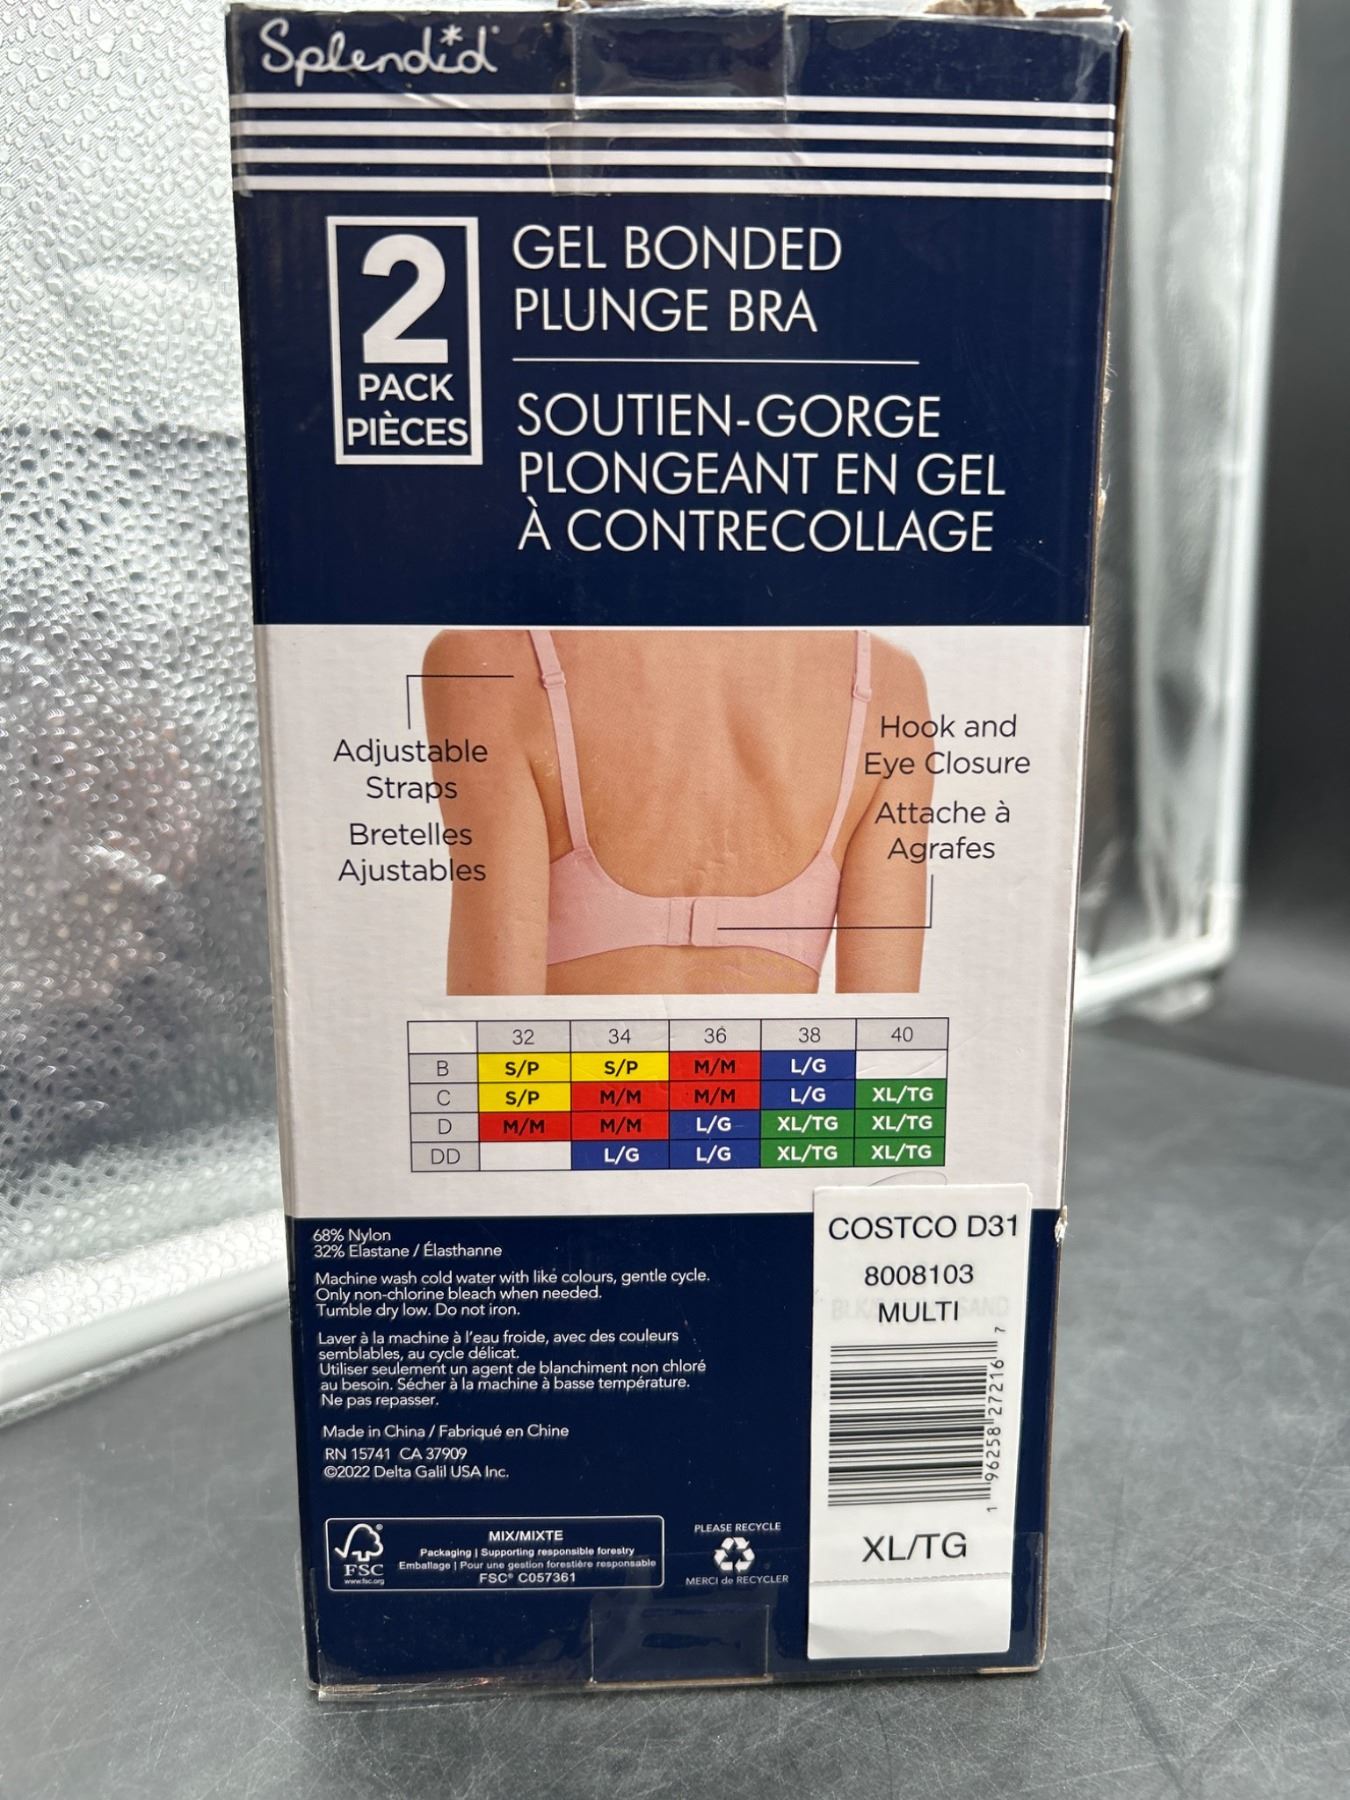 Splendid
2
PACK
PIÈCES
GEL BONDED
PLUNGE BRA
SOUTIEN-GORGE
PLONGEANT EN GEL
À CONTRECOLLAGE
Adjustable
Straps
Bretelles
Ajustables
Hook and
Eye Closure
Attache à
Agrafes
32 34 36 38 40
B S/P S/P M/M L/G
C S/P M/M M/M L/G XL/TG
D M/M M/M L/G XL/TG XL/TG
DD L/G L/G XL/TG XL/TG
68% Nylon
32% Elastane / Élasthanne
Machine wash cold water with like colours, gentle cycle.
Only non-chlorine bleach when needed.
Tumble dry low. Do not iron.
Laver à la machine à l'eau froide, avec des couleurs
semblables, au cycle délicat.
Utiliser seulement un agent de blanchiment non chloré
au besoin. Sécher à la machine à basse température.
Ne pas repasser.
Made in China / Fabriqué en Chine
RN 15741 CA 37909
©2022 Delta Galil USA Inc.
FSC®
www.fsc.org
MIX/MIXTE
Packaging | Supporting responsible forestry
Emballage | Pour une gestion forestière responsable
FSC® C057361
PLEASE RECYCLE
MERCI de RECYCLER
COSTCO D31
8008103
MULTI
1 96258 27216 7
XL/TG